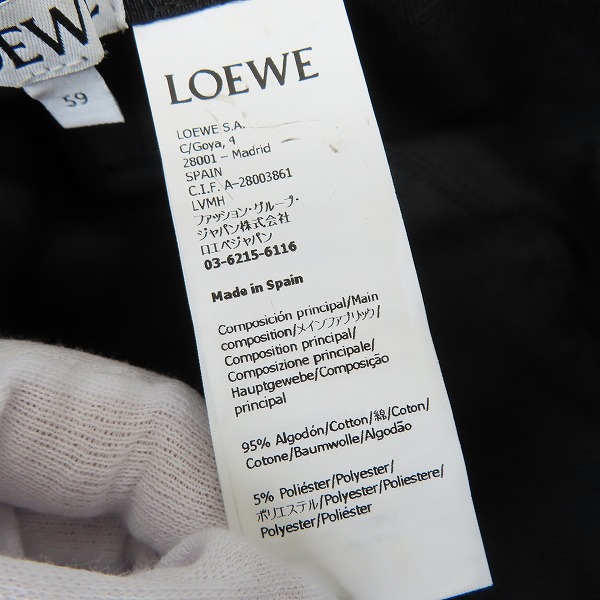 OEWE
59
LOEWE
LOEWE S.A.
C/Goya, 4
28001 – Madrid
SPAIN
C.I.F. A-28003861
LVMH
ファッション・グループ・
ジャパン株式会社
ロエベジャパン
03-6215-6116
Made in Spain
Composición principal/Main
composition/メインファブリック/
Composition principal/
Composizione principale/
Hauptgewebe/Composição
principal
95% Algodón/Cotton/綿/Coton/
Cotone/Baumwolle/Algodão
5% Poliéster/Polyester/
ポリエステル/Polyester/Poliestere/
Polyester/Poliéster